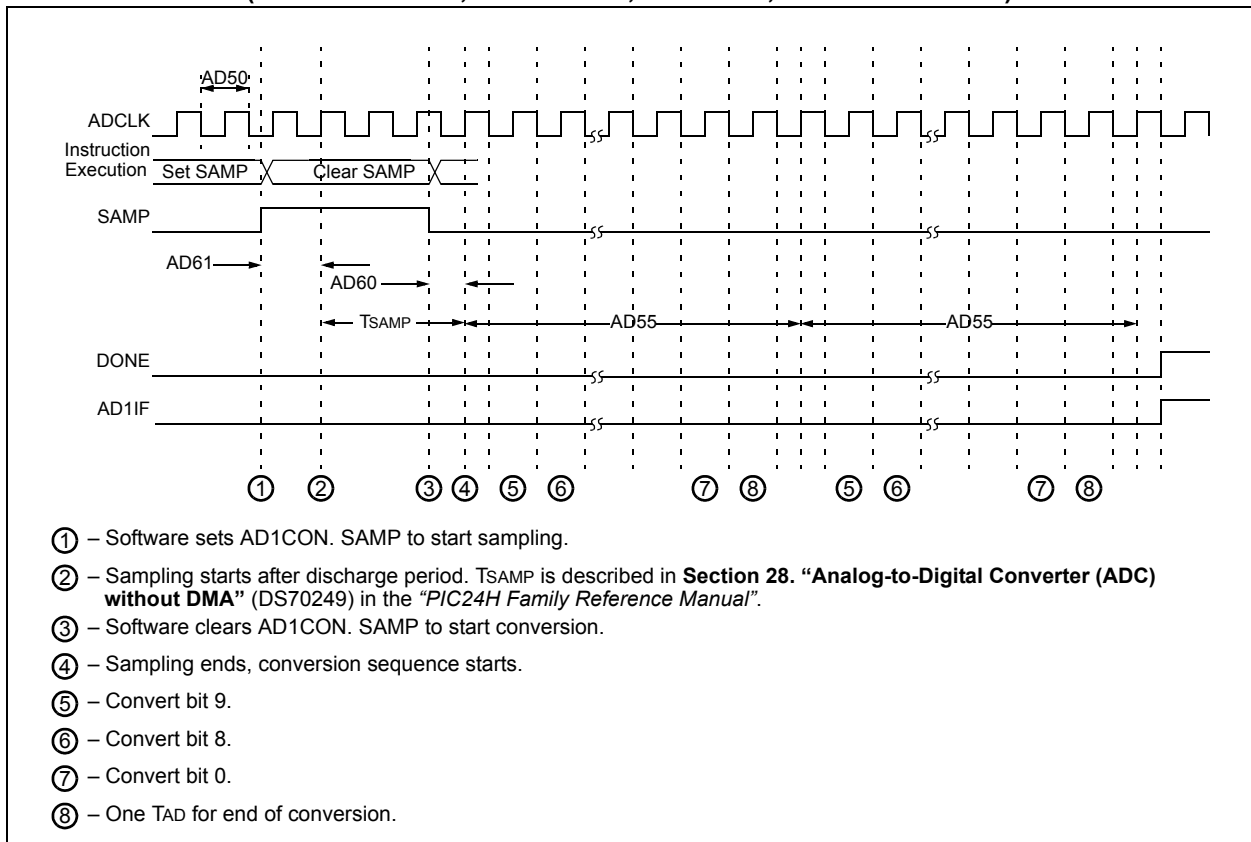 AD50
ADCLK
Instruction
Execution
Set SAMP
Clear SAMP
SAMP
AD61
AD60
TSAMP
AD55
AD55
DONE
AD1IF
1 2 3 4 5 6 7 8 5 6 7 8
1 – Software sets AD1CON. SAMP to start sampling.
2 – Sampling starts after discharge period. TSAMP is described in Section 28. “Analog-to-Digital Converter (ADC)
without DMA” (DS70249) in the “PIC24H Family Reference Manual”.
3 – Software clears AD1CON. SAMP to start conversion.
4 – Sampling ends, conversion sequence starts.
5 – Convert bit 9.
6 – Convert bit 8.
7 – Convert bit 0.
8 – One TAD for end of conversion.